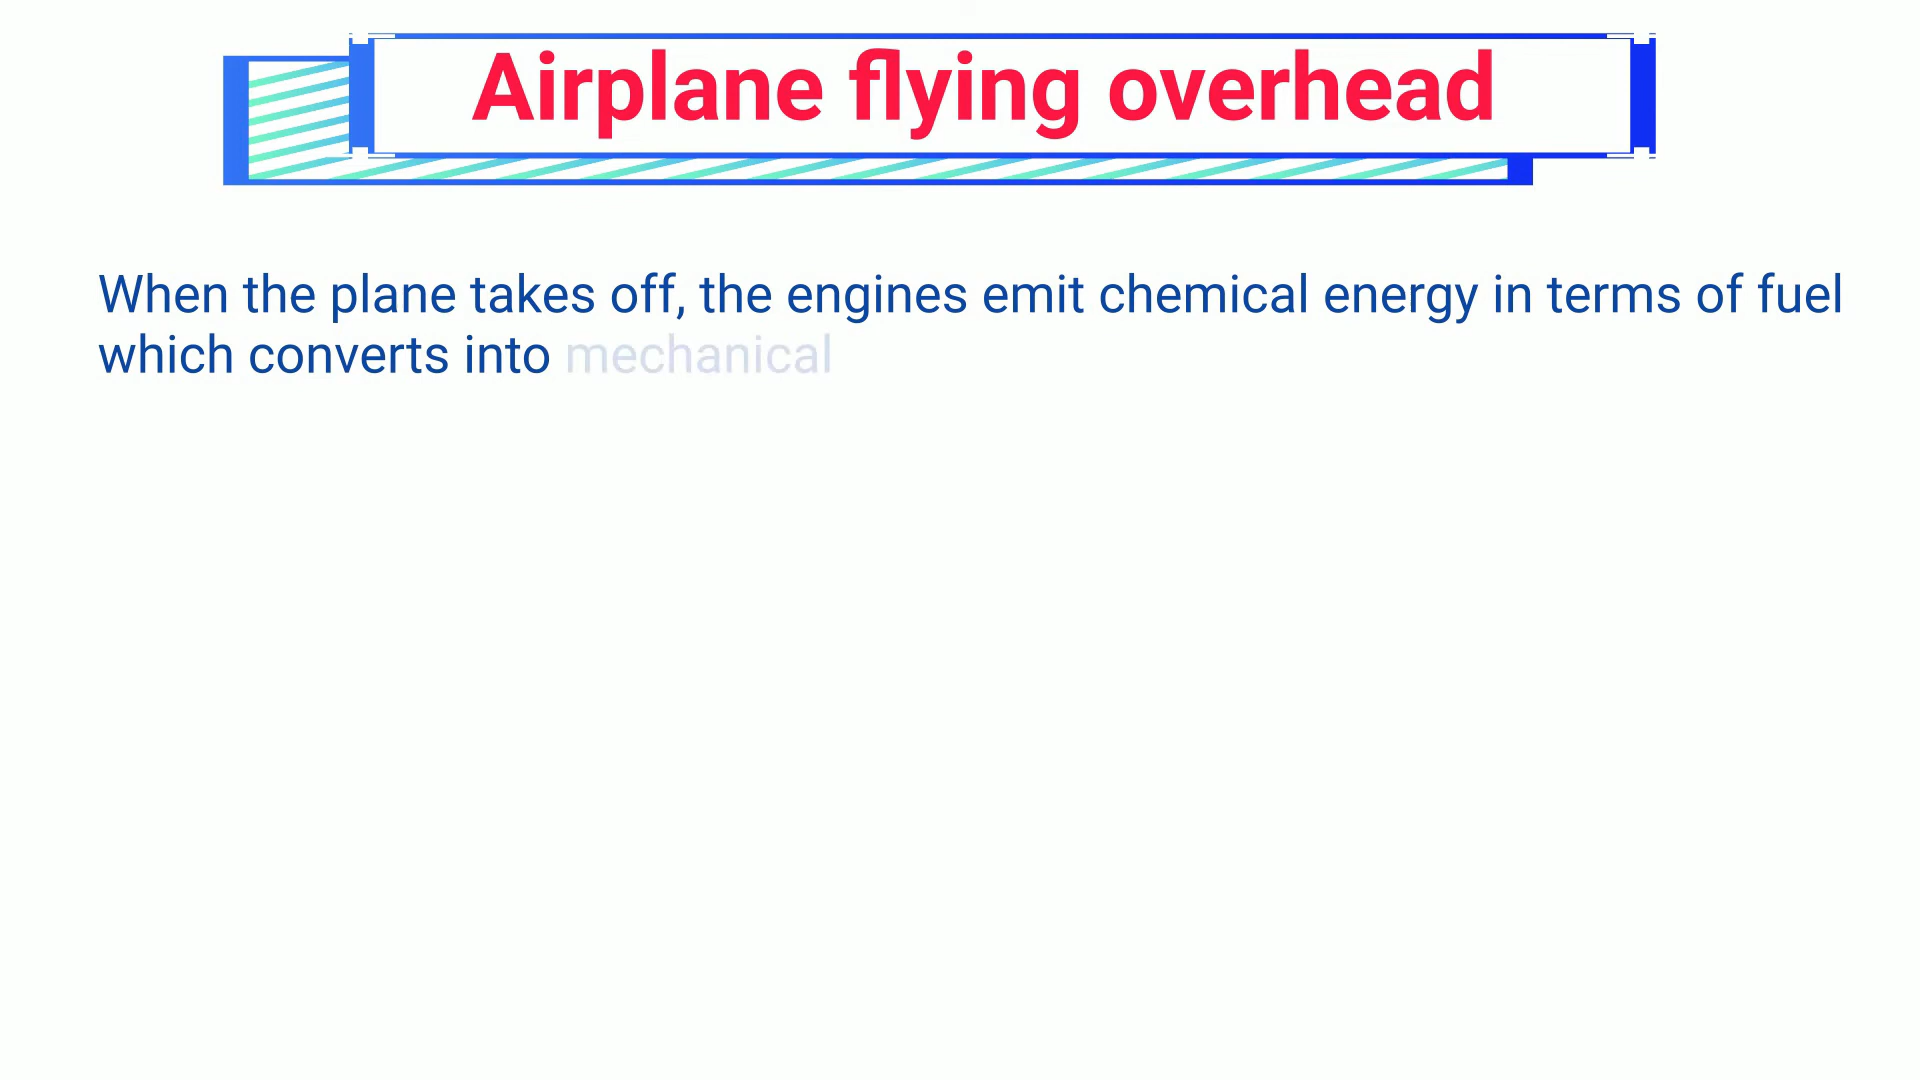 Airplane flying overhead
When the plane takes off, the engines emit chemical energy in terms of fuel
which converts into mechanical